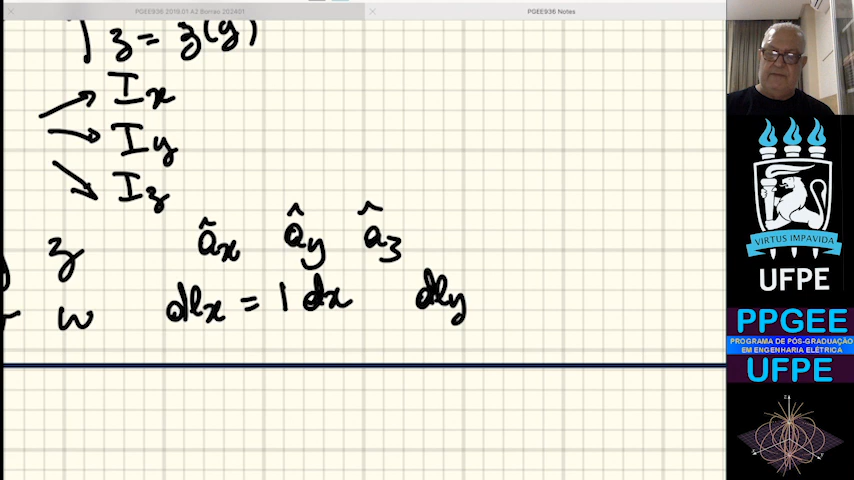 PGEE936 2019.01 A2 Borrao 202401
PGEE936 Notes
z = z(y)
Ix
Iy
Iz
z
âx ây âz
w
dlx = 1 dx dly
VIRTUS IMPAVIDA
UFPE
PPGEE
PROGRAMA DE PÓS-GRADUAÇÃO
EM ENGENHARIA ELÉTRICA
UFPE